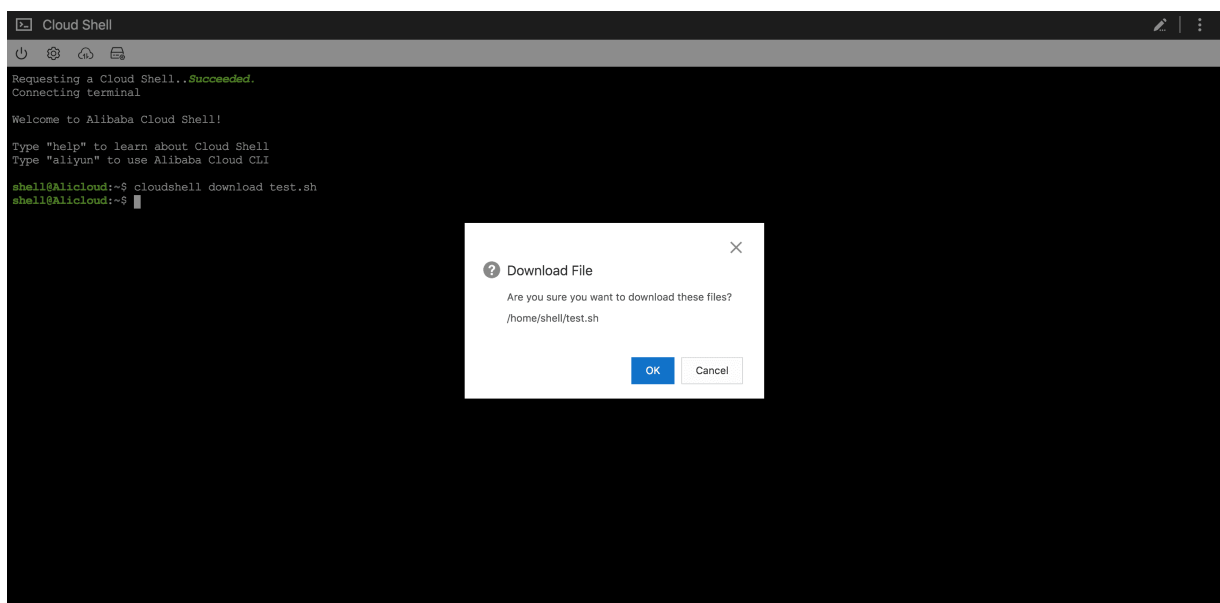 Cloud Shell
Requesting a Cloud Shell..Succeeded.
Connecting terminal
Welcome to Alibaba Cloud Shell!
Type "help" to learn about Cloud Shell
Type "aliyun" to use Alibaba Cloud CLI
shell@Alicloud:~$ cloudshell download test.sh
shell@Alicloud:~$
Download File
Are you sure you want to download these files?
/home/shell/test.sh
OK Cancel